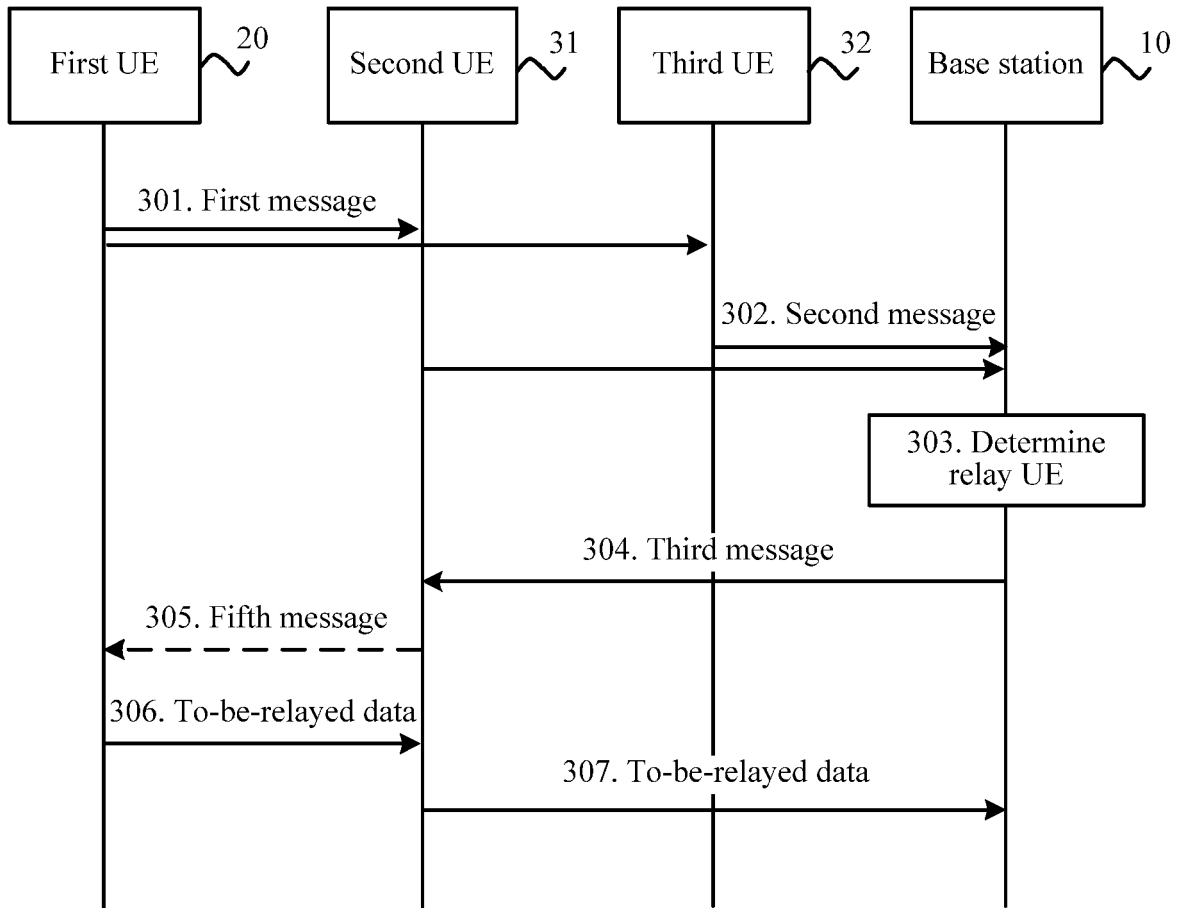 First UE
20
Second UE
31
Third UE
32
Base station
10
301. First message
302. Second message
303. Determine
relay UE
304. Third message
305. Fifth message
306. To-be-relayed data
307. To-be-relayed data